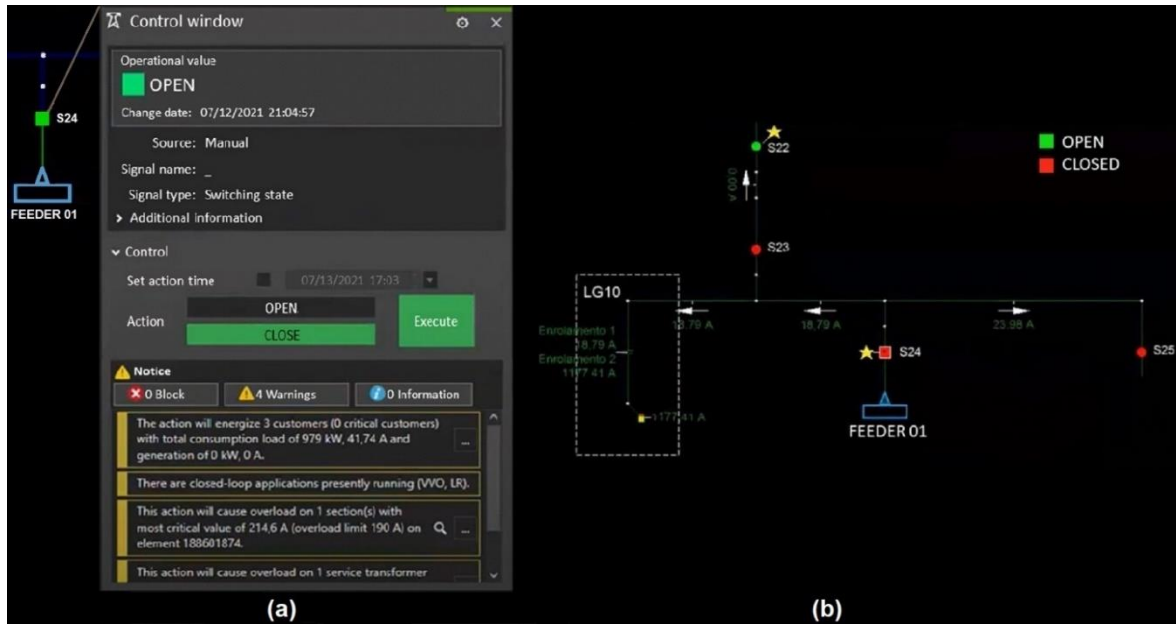 S24
FEEDER 01
Control window
Operational value
OPEN
Change date: 07/12/2021 21:04:57
Source: Manual
Signal name: _
Signal type: Switching state
Additional information
Control
Set action time 07/13/2021 17:03
OPEN
Action
CLOSE
Execute
Notice
0 Block
4 Warnings
0 Information
The action will energize 3 customers (0 critical customers)
with total consumption load of 979 kW, 41,74 A and
generation of 0 kW, 0 A.
...
There are closed-loop applications presently running (VVO, LR).
This action will cause overload on 1 section(s) with
most critical value of 214,6 A (overload limit 190 A) on
element 188601874.
...
This action will cause overload on 1 service transformer
(a)
S22
OPEN
CLOSED
0.00 A
S23
LG10
18,79 A
23,98 A
Enrolamento 1
18,79 A
Enrolamento 2
1177,41 A
S24
S25
FEEDER 01
(b)